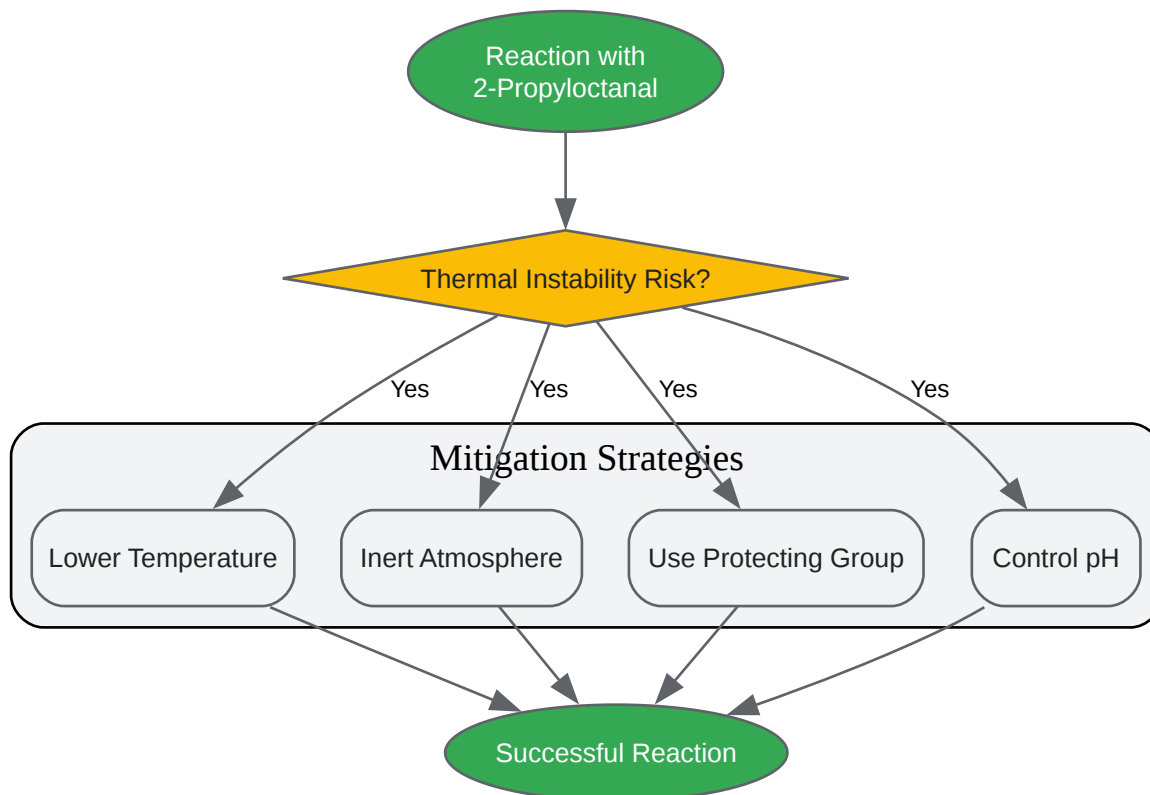 Reaction with
2-Propyloctanal
Thermal Instability Risk?
Yes
Yes
Yes
Yes
Mitigation Strategies
Lower Temperature
Inert Atmosphere
Use Protecting Group
Control pH
Successful Reaction